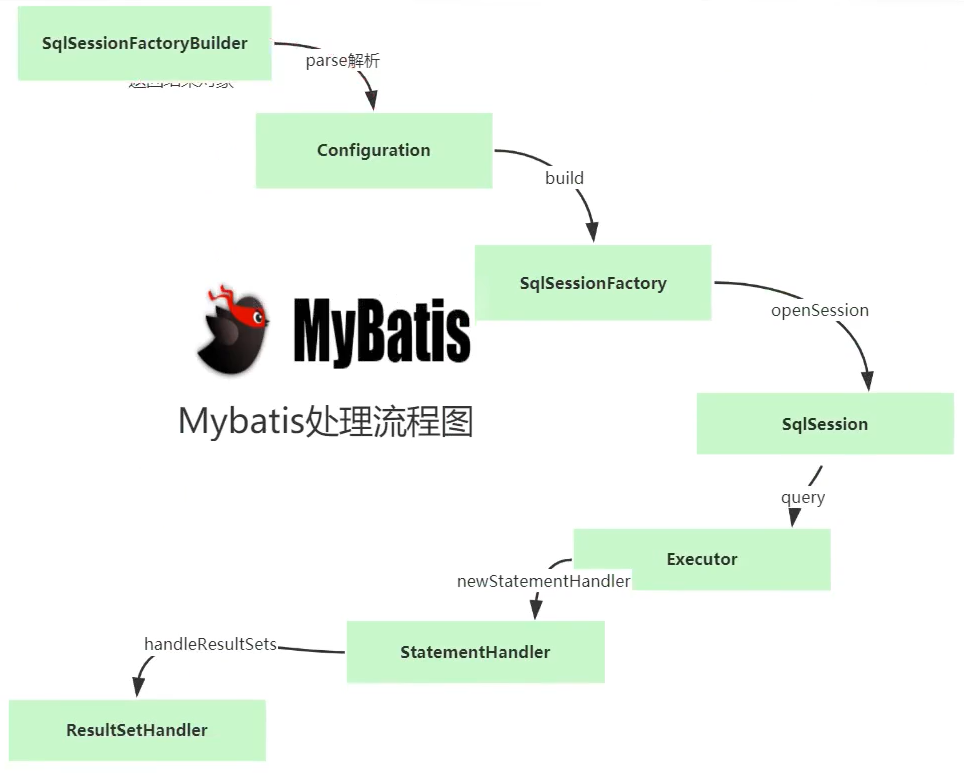 SqlSessionFactoryBuilder
parse解析
Configuration
build
SqlSessionFactory
openSession
MyBatis
Mybatis处理流程图
SqlSession
query
Executor
newStatementHandler
StatementHandler
handleResultSets
ResultSetHandler